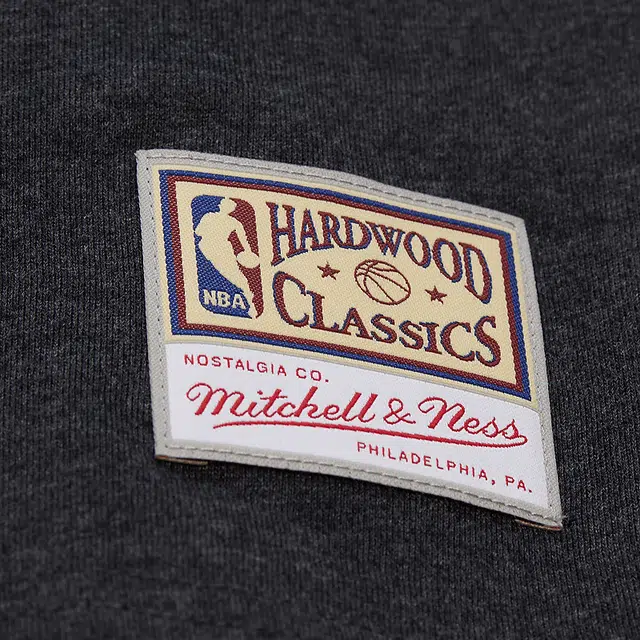 HARDWOOD
NBA
CLASSICS
NOSTALGIA CO.
Mitchell & Ness
PHILADELPHIA, PA.